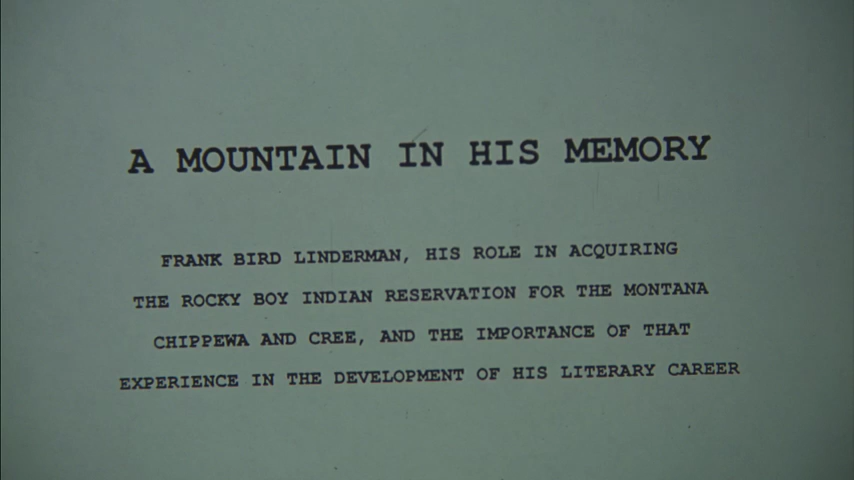 A MOUNTAIN IN HIS MEMORY
FRANK BIRD LINDERMAN, HIS ROLE IN ACQUIRING
THE ROCKY BOY INDIAN RESERVATION FOR THE MONTANA
CHIPPEWA AND CREE, AND THE IMPORTANCE OF THAT
EXPERIENCE IN THE DEVELOPMENT OF HIS LITERARY CAREER